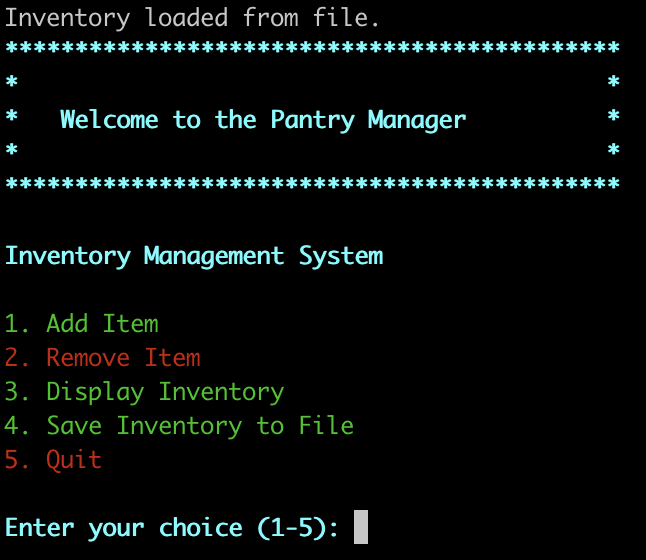 Inventory loaded from file.
********************************************
*                                          *
*   Welcome to the Pantry Manager          *
*                                          *
********************************************
Inventory Management System
1. Add Item
2. Remove Item
3. Display Inventory
4. Save Inventory to File
5. Quit
Enter your choice (1-5):